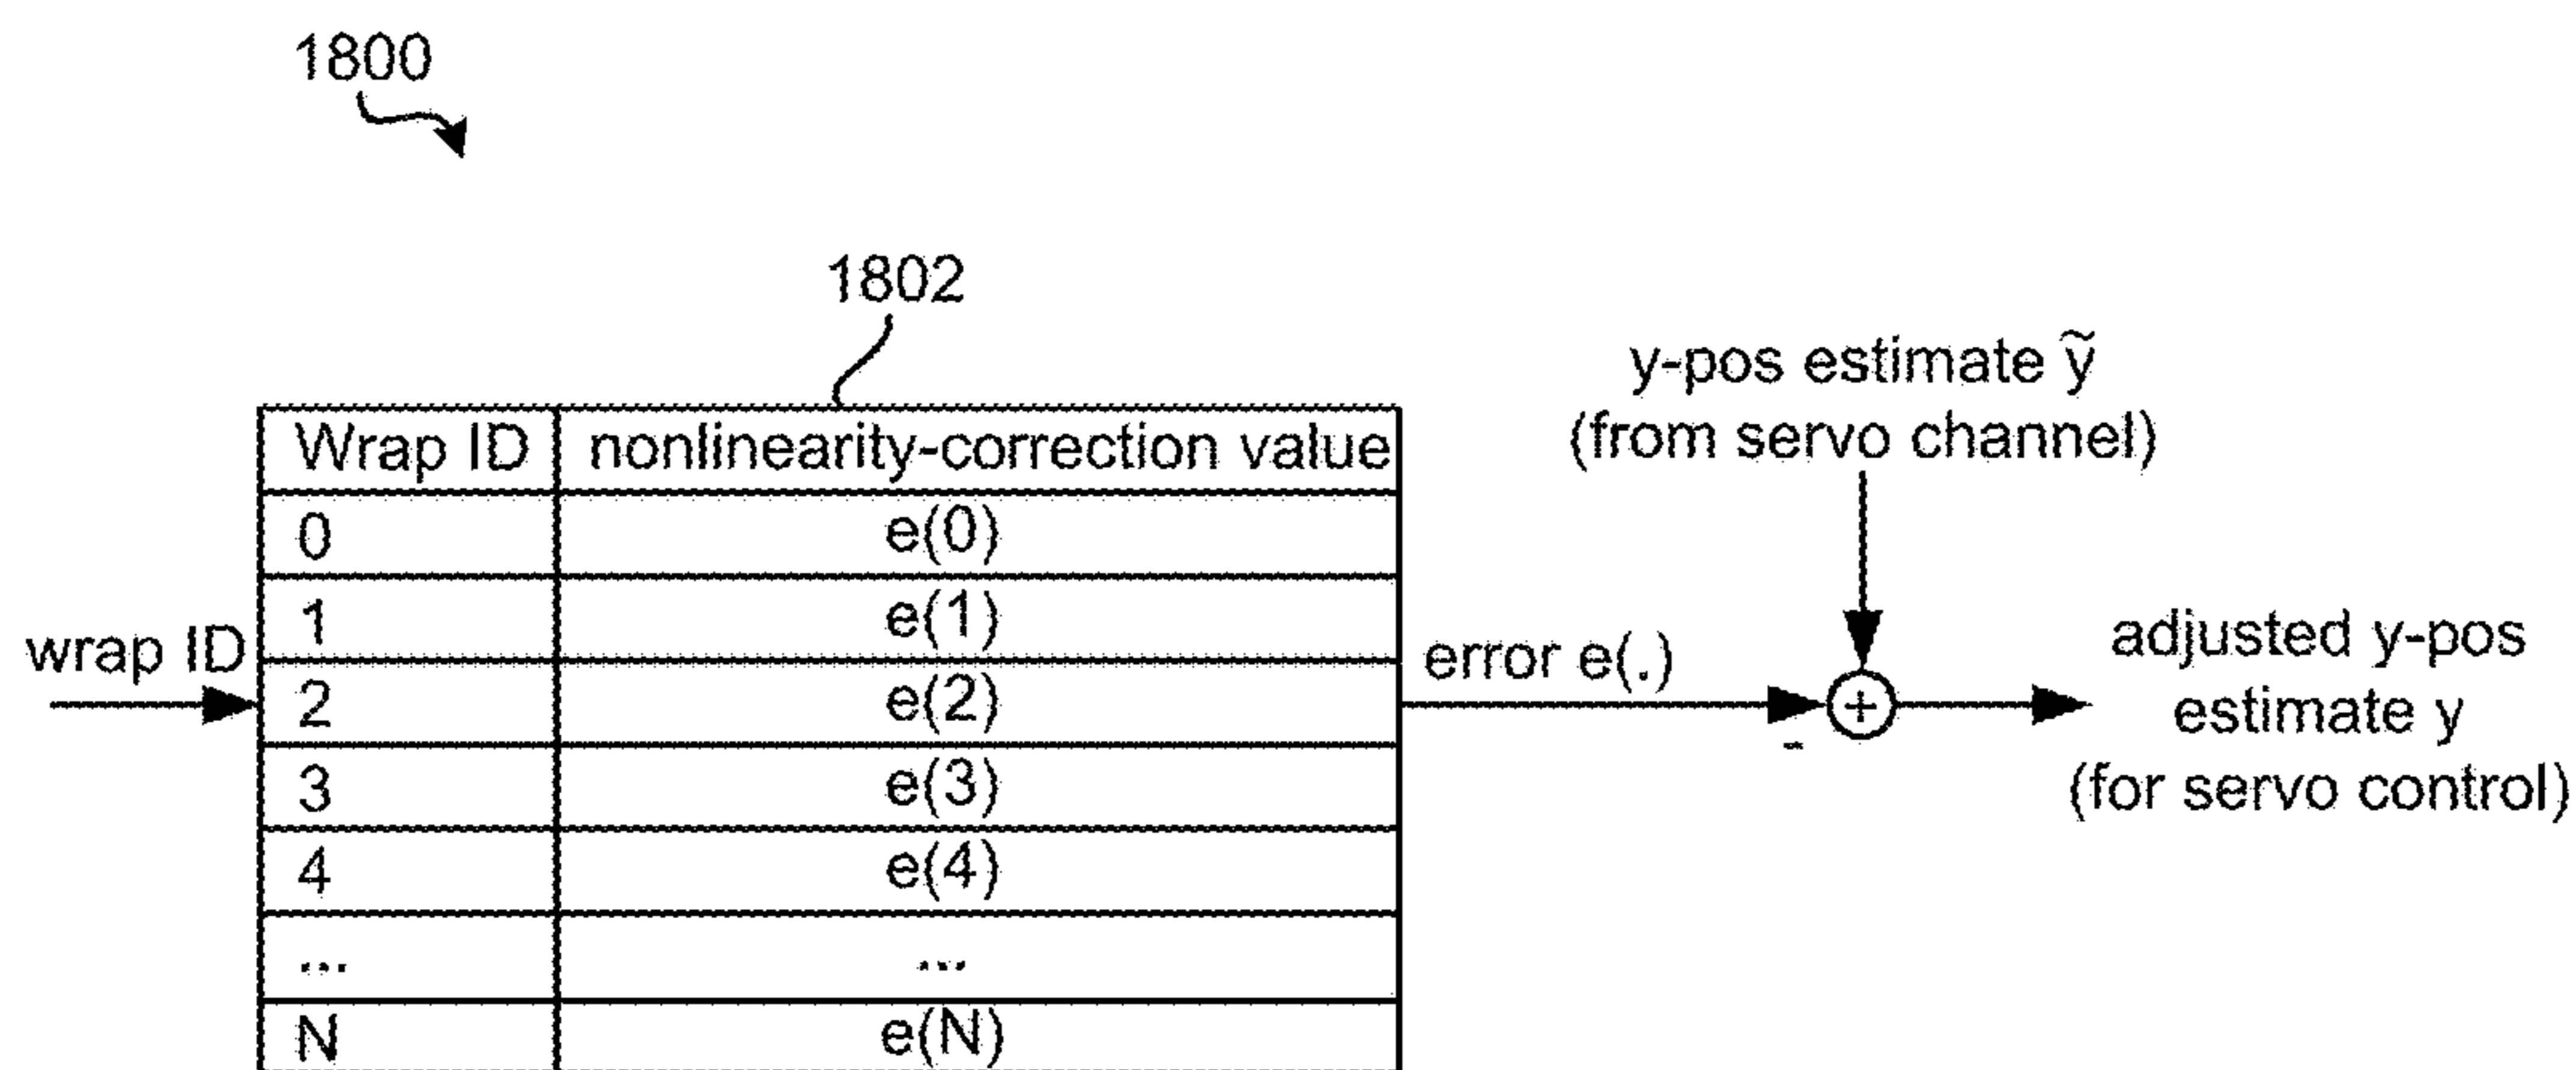 1800
1802
y-pos estimate ỹ
(from servo channel)
Wrap ID nonlinearity-correction value
0 e(0)
1 e(1)
wrap ID
2 e(2)
3 e(3)
4 e(4)
... ...
N e(N)
error e(.)
+
-
adjusted y-pos
estimate y
(for servo control)